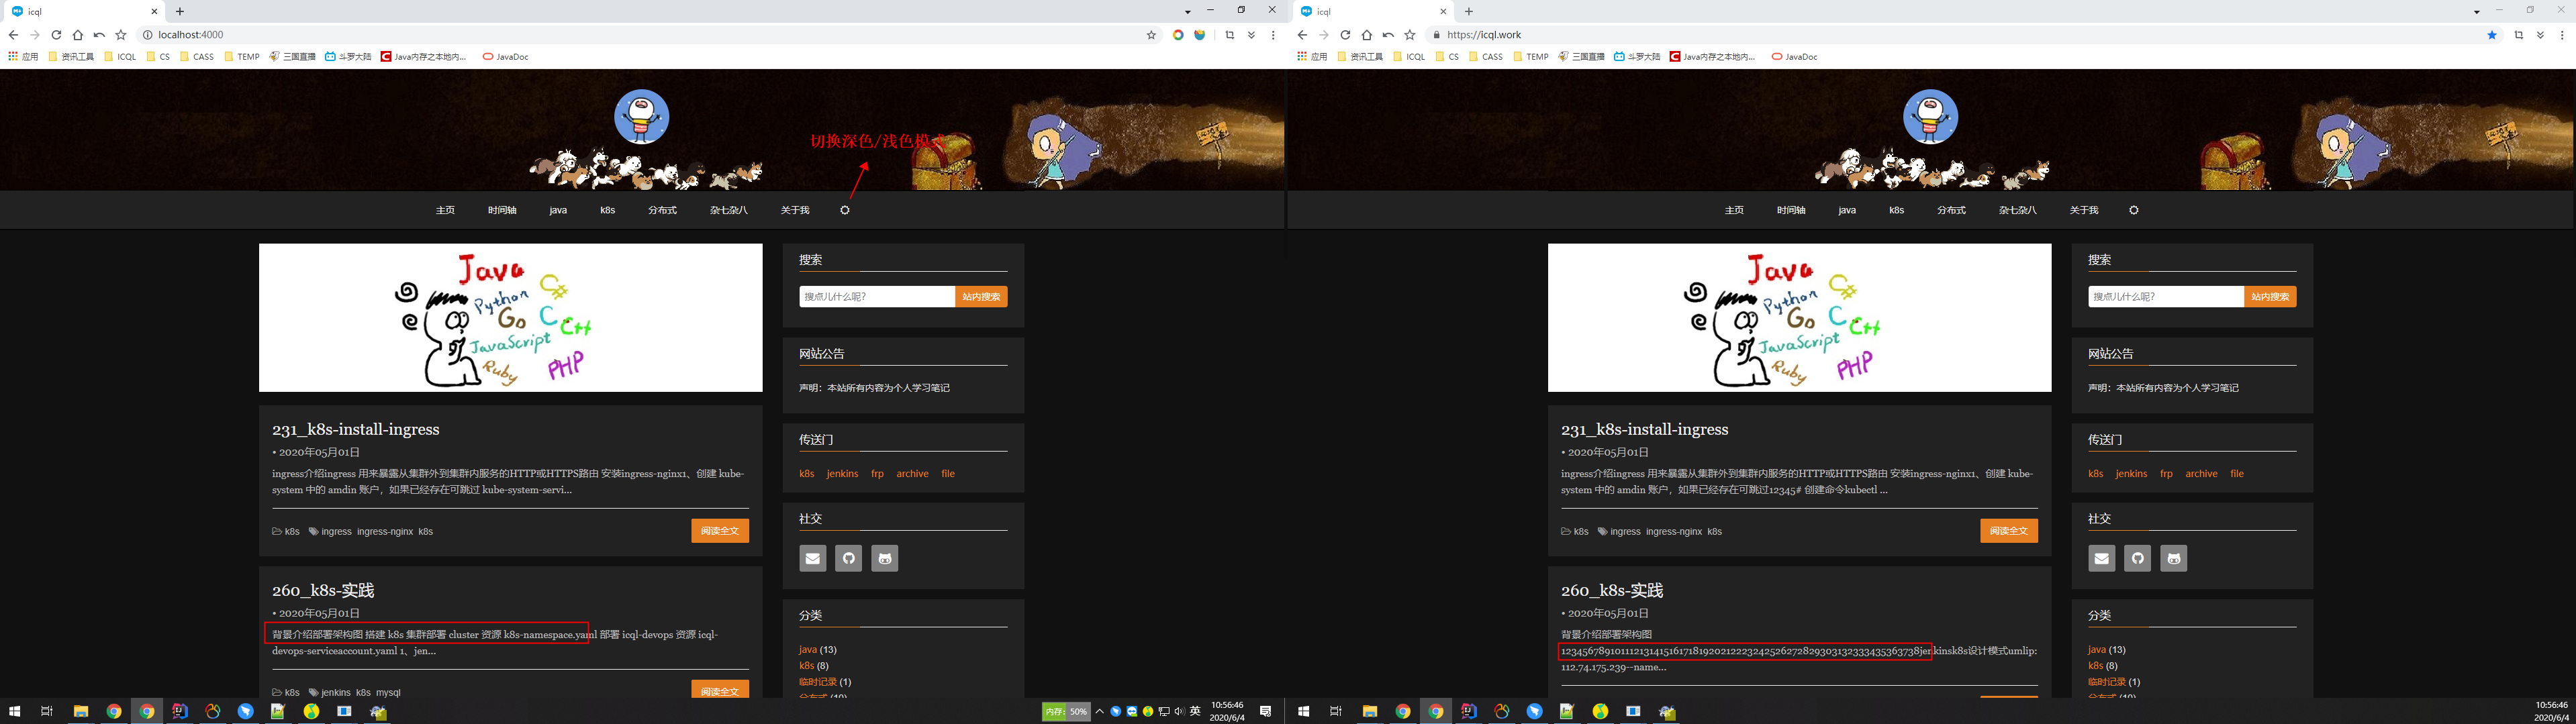 icql
localhost:4000
应用 资讯工具 ICQL CS CASS TEMP 三国直播 斗罗大陆 Java内存之本地内... JavaDoc
切换深色/浅色模式
主页 时间轴 java k8s 分布式 杂七杂八 关于我
Java
C#
Python
Go
C
C++
JavaScript
Ruby
PHP
231_k8s-install-ingress
• 2020年05月01日
ingress介绍ingress 用来暴露从集群外到集群内服务的HTTP或HTTPS路由 安装ingress-nginx1、创建 kube-
system 中的 amdin 账户，如果已经存在可跳过 kube-system-servi...
k8s ingress ingress-nginx k8s
阅读全文
260_k8s-实践
• 2020年05月01日
背景介绍部署架构图 搭建 k8s 集群部署 cluster 资源 k8s-namespace.yaml 部署 icql-devops 资源 icql-
devops-serviceaccount.yaml 1、jen...
k8s jenkins k8s mysql
阅读全文
搜索
搜点儿什么呢? 站内搜索
网站公告
声明：本站所有内容为个人学习笔记
传送门
k8s jenkins frp archive file
社交
分类
java (13)
k8s (8)
临时记录 (1)
分布式 (10)
内存: 50% 英 10:56:46
2020/6/4
icql
https://icql.work
应用 资讯工具 ICQL CS CASS TEMP 三国直播 斗罗大陆 Java内存之本地内... JavaDoc
主页 时间轴 java k8s 分布式 杂七杂八 关于我
Java
C#
Python
Go
C
C++
JavaScript
Ruby
PHP
231_k8s-install-ingress
• 2020年05月01日
ingress介绍ingress 用来暴露从集群外到集群内服务的HTTP或HTTPS路由 安装ingress-nginx1、创建 kube-
system 中的 amdin 账户，如果已经存在可跳过12345# 创建命令kubectl ...
k8s ingress ingress-nginx k8s
阅读全文
260_k8s-实践
• 2020年05月01日
背景介绍部署架构图
1234567891011121314151617181920212223242526272829303132333435363738jenkinsk8s设计模式umlip:
112.74.175.239--name...
搜索
搜点儿什么呢? 站内搜索
网站公告
声明：本站所有内容为个人学习笔记
传送门
k8s jenkins frp archive file
社交
分类
java (13)
k8s (8)
临时记录 (1)
分布式 (10)
10:56:46
2020/6/4